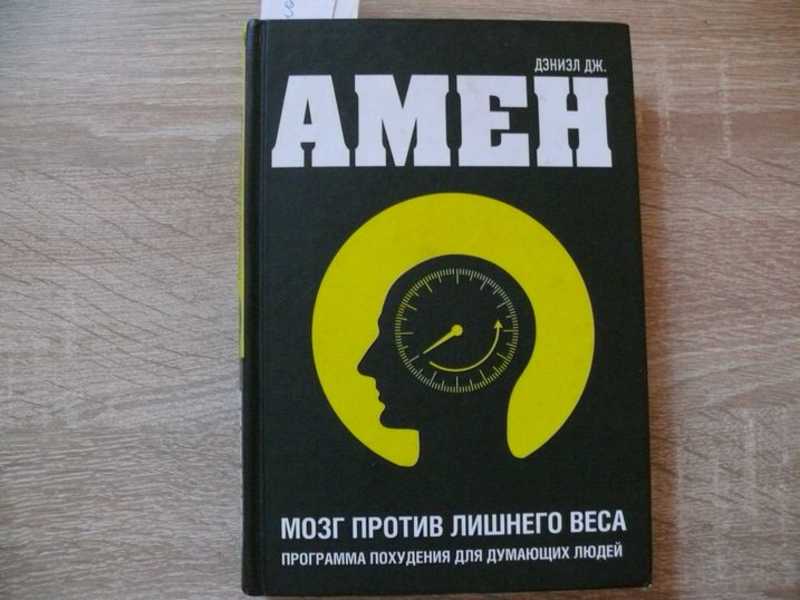 ДЭНИЭЛ ДЖ.
АМЕН
МОЗГ ПРОТИВ ЛИШНЕГО ВЕСА
ПРОГРАММА ПОХУДЕНИЯ ДЛЯ ДУМАЮЩИХ ЛЮДЕЙ